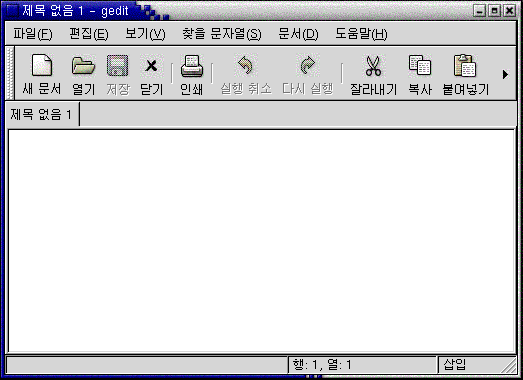 제목 없음 1 - gedit
파일(F) 편집(E) 보기(V) 찾을 문자열(S) 문서(D) 도움말(H)
새 문서 열기 저장 닫기 인쇄 실행 취소 다시 실행 잘라내기 복사 붙여넣기
제목 없음 1
행: 1, 열: 1 삽입